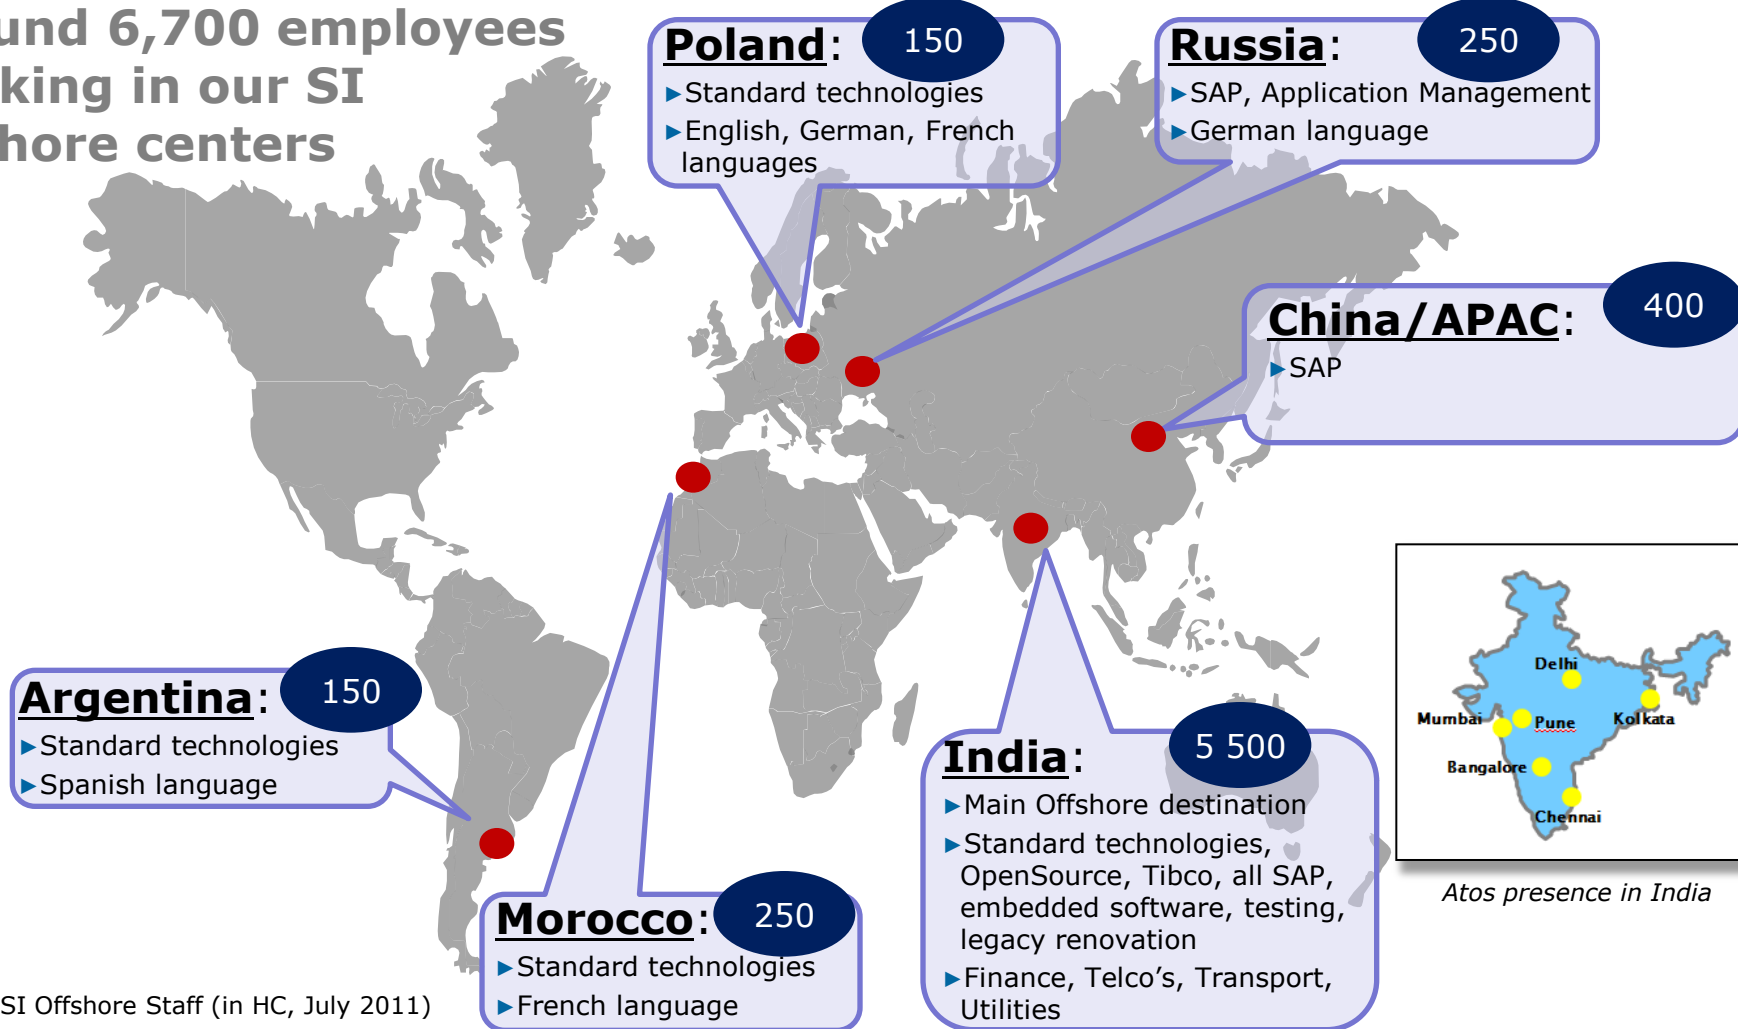 und 6,700 employees
king in our SI
hore centers
Poland: 150
►Standard technologies
►English, German, French
languages
Russia: 250
►SAP, Application Management
►German language
China/APAC: 400
►SAP
Argentina: 150
►Standard technologies
►Spanish language
Morocco: 250
►Standard technologies
►French language
India: 5 500
►Main Offshore destination
►Standard technologies,
OpenSource, Tibco, all SAP,
embedded software, testing,
legacy renovation
►Finance, Telco’s, Transport,
Utilities
Delhi
Mumbai
Pune
Kolkata
Bangalore
Chennai
Atos presence in India
SI Offshore Staff (in HC, July 2011)